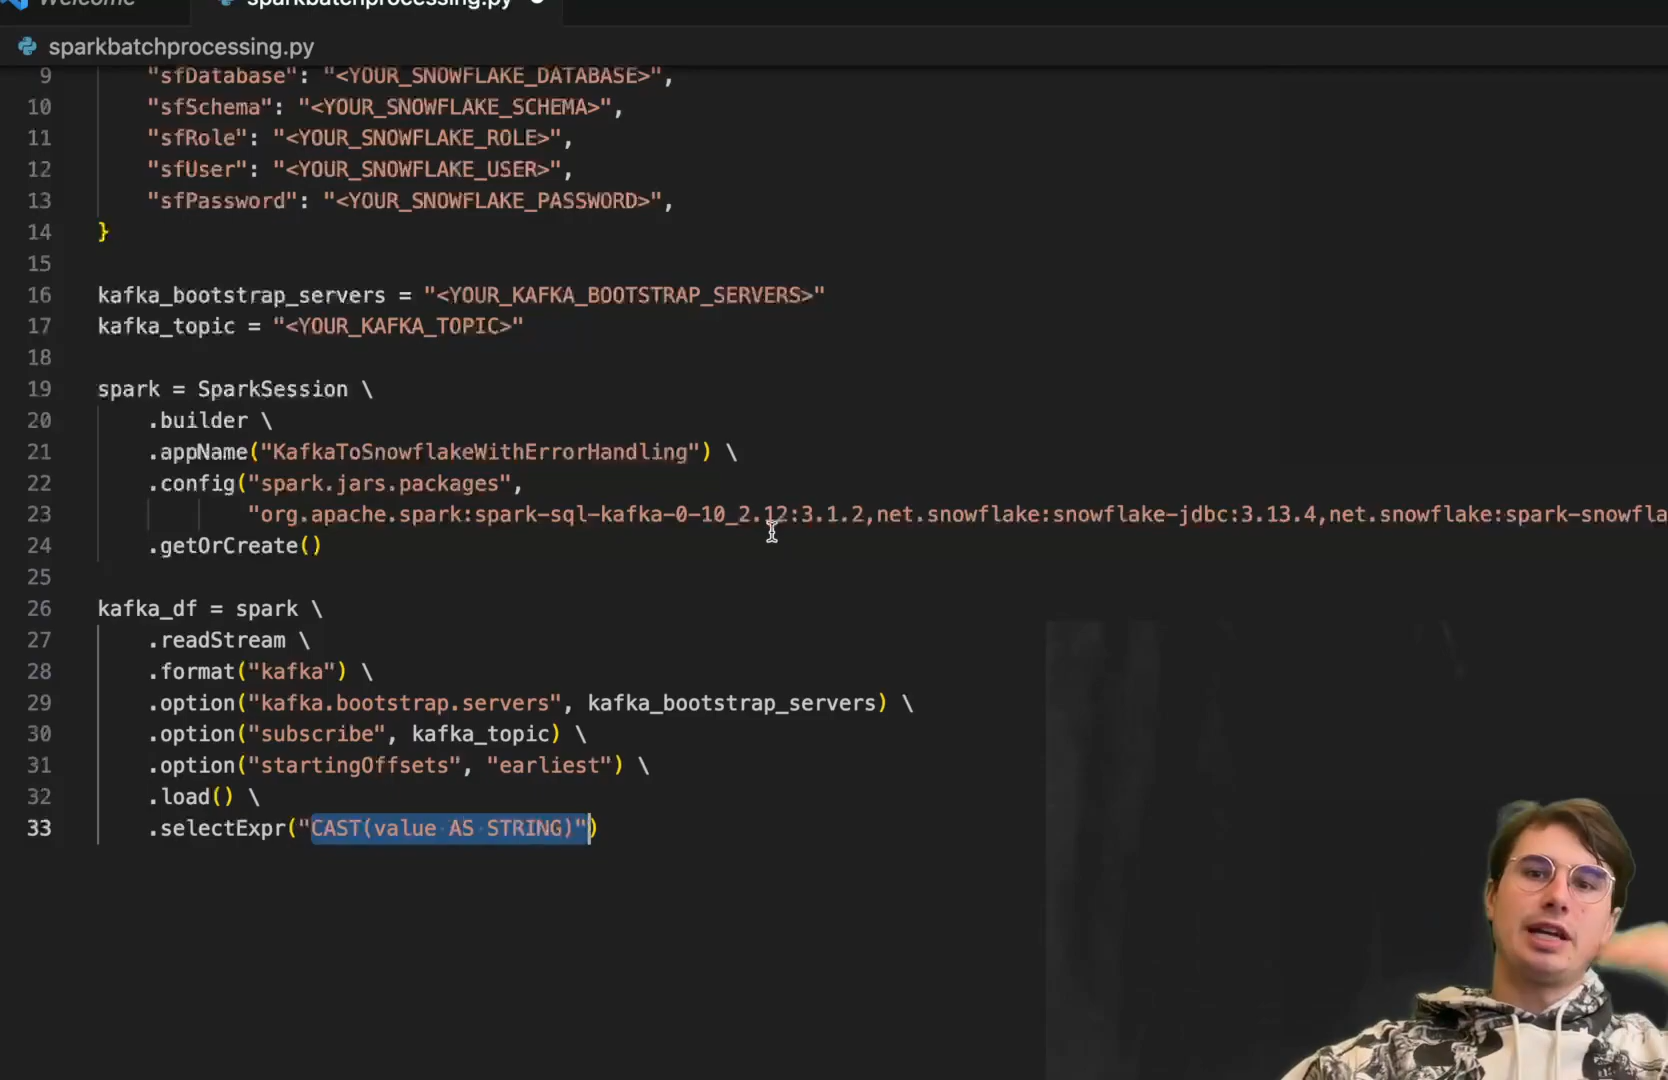 Welcome sparkbatchprocessing.py
sparkbatchprocessing.py
9 "sfDatabase": "<YOUR_SNOWFLAKE_DATABASE>",
10 "sfSchema": "<YOUR_SNOWFLAKE_SCHEMA>",
11 "sfRole": "<YOUR_SNOWFLAKE_ROLE>",
12 "sfUser": "<YOUR_SNOWFLAKE_USER>",
13 "sfPassword": "<YOUR_SNOWFLAKE_PASSWORD>",
14 }
15
16 kafka_bootstrap_servers = "<YOUR_KAFKA_BOOTSTRAP_SERVERS>"
17 kafka_topic = "<YOUR_KAFKA_TOPIC>"
18
19 spark = SparkSession \
20 .builder \
21 .appName("KafkaToSnowflakeWithErrorHandling") \
22 .config("spark.jars.packages",
23 "org.apache.spark:spark-sql-kafka-0-10_2.12:3.1.2,net.snowflake:snowflake-jdbc:3.13.4,net.snowflake:spark-snowfla
24 .getOrCreate()
25
26 kafka_df = spark \
27 .readStream \
28 .format("kafka") \
29 .option("kafka.bootstrap.servers", kafka_bootstrap_servers) \
30 .option("subscribe", kafka_topic) \
31 .option("startingOffsets", "earliest") \
32 .load() \
33 .selectExpr("CAST(value AS STRING)")